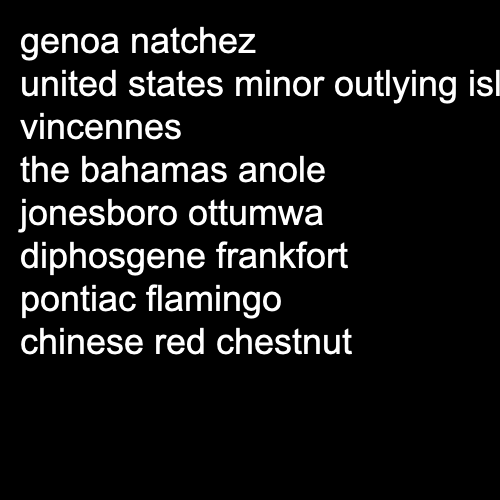 genoa natchez
united states minor outlying isl
vincennes
the bahamas anole
jonesboro ottumwa
diphosgene frankfort
pontiac flamingo
chinese red chestnut